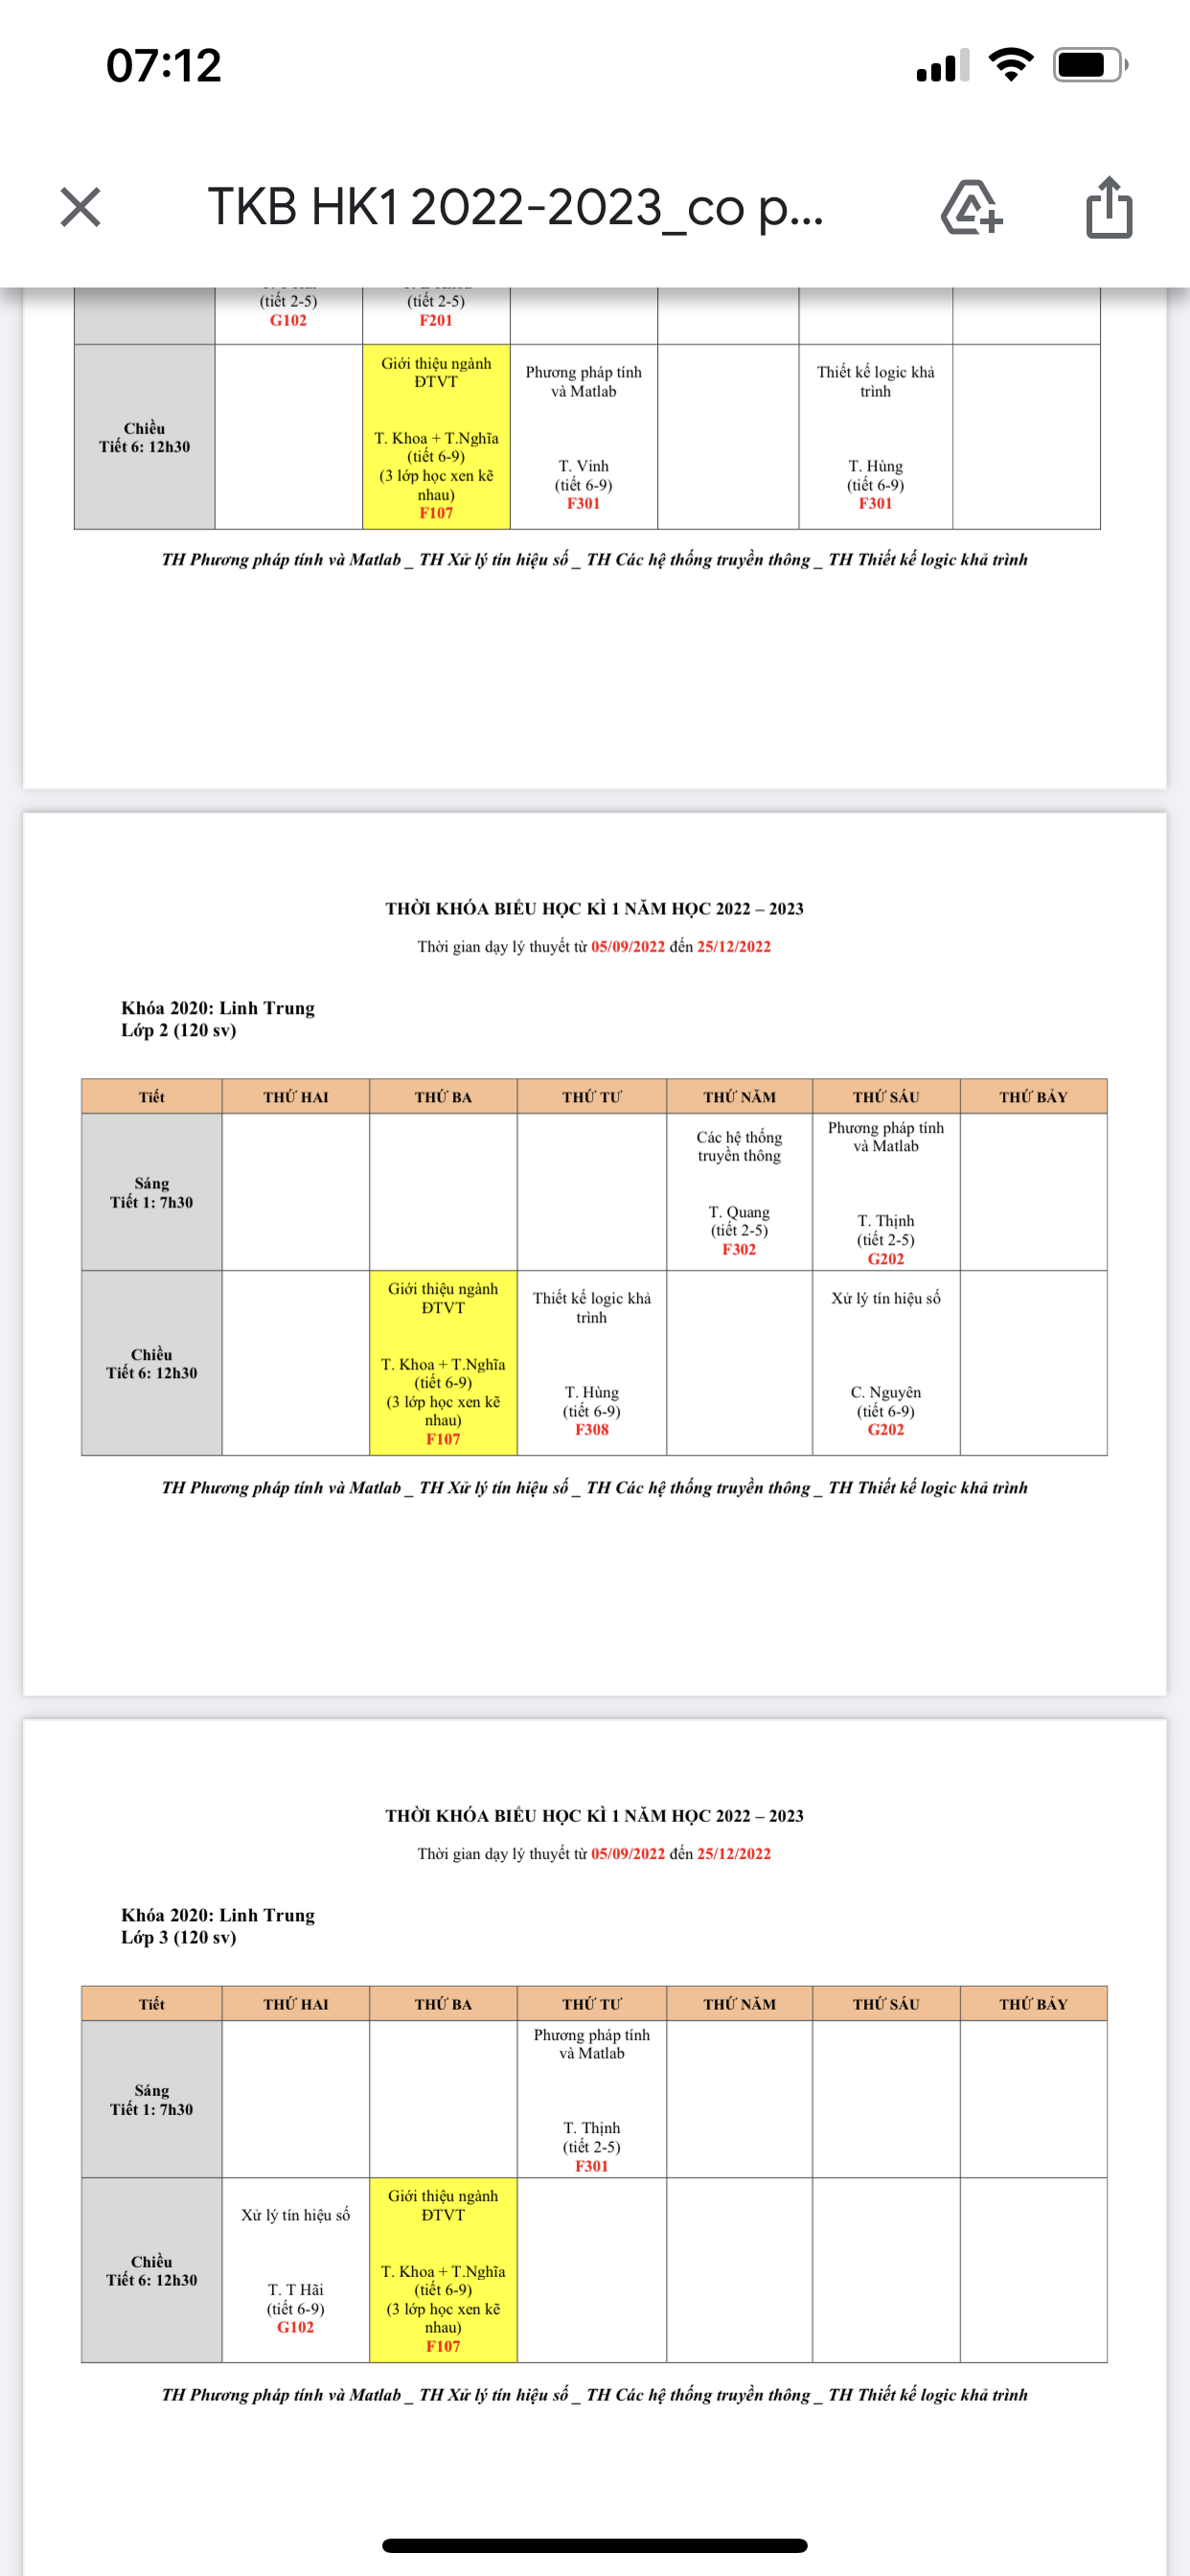 07:12
TKB HK1 2022-2023_co p...
(tiết 2-5)
(tiết 2-5)
G102
F201
Chiều
Tiết 6: 12h30
Giới thiệu ngành
ĐTVT
T. Khoa + T.Nghĩa
(tiết 6-9)
(3 lớp học xen kẽ
nhau)
F107
Phương pháp tính
và Matlab
T. Vinh
(tiết 6-9)
F301
Thiết kế logic khả
trình
T. Hùng
(tiết 6-9)
F301
TH Phương pháp tính và Matlab _ TH Xử lý tín hiệu số _ TH Các hệ thống truyền thông _ TH Thiết kế logic khả trình
THỜI KHÓA BIỂU HỌC KÌ 1 NĂM HỌC 2022 – 2023
Thời gian dạy lý thuyết từ 05/09/2022 đến 25/12/2022
Khóa 2020: Linh Trung
Lớp 2 (120 sv)
Tiết THỨ HAI THỨ BA THỨ TƯ THỨ NĂM THỨ SÁU THỨ BẢY
Sáng
Tiết 1: 7h30
Các hệ thống
truyền thông
T. Quang
(tiết 2-5)
F302
Phương pháp tính
và Matlab
T. Thịnh
(tiết 2-5)
G202
Chiều
Tiết 6: 12h30
Giới thiệu ngành
ĐTVT
T. Khoa + T.Nghĩa
(tiết 6-9)
(3 lớp học xen kẽ
nhau)
F107
Thiết kế logic khả
trình
T. Hùng
(tiết 6-9)
F308
Xử lý tín hiệu số
C. Nguyên
(tiết 6-9)
G202
TH Phương pháp tính và Matlab _ TH Xử lý tín hiệu số _ TH Các hệ thống truyền thông _ TH Thiết kế logic khả trình
THỜI KHÓA BIỂU HỌC KÌ 1 NĂM HỌC 2022 – 2023
Thời gian dạy lý thuyết từ 05/09/2022 đến 25/12/2022
Khóa 2020: Linh Trung
Lớp 3 (120 sv)
Tiết THỨ HAI THỨ BA THỨ TƯ THỨ NĂM THỨ SÁU THỨ BẢY
Sáng
Tiết 1: 7h30
Phương pháp tính
và Matlab
T. Thịnh
(tiết 2-5)
F301
Chiều
Tiết 6: 12h30
Xử lý tín hiệu số
T. T Hãi
(tiết 6-9)
G102
Giới thiệu ngành
ĐTVT
T. Khoa + T.Nghĩa
(tiết 6-9)
(3 lớp học xen kẽ
nhau)
F107
TH Phương pháp tính và Matlab _ TH Xử lý tín hiệu số _ TH Các hệ thống truyền thông _ TH Thiết kế logic khả trình